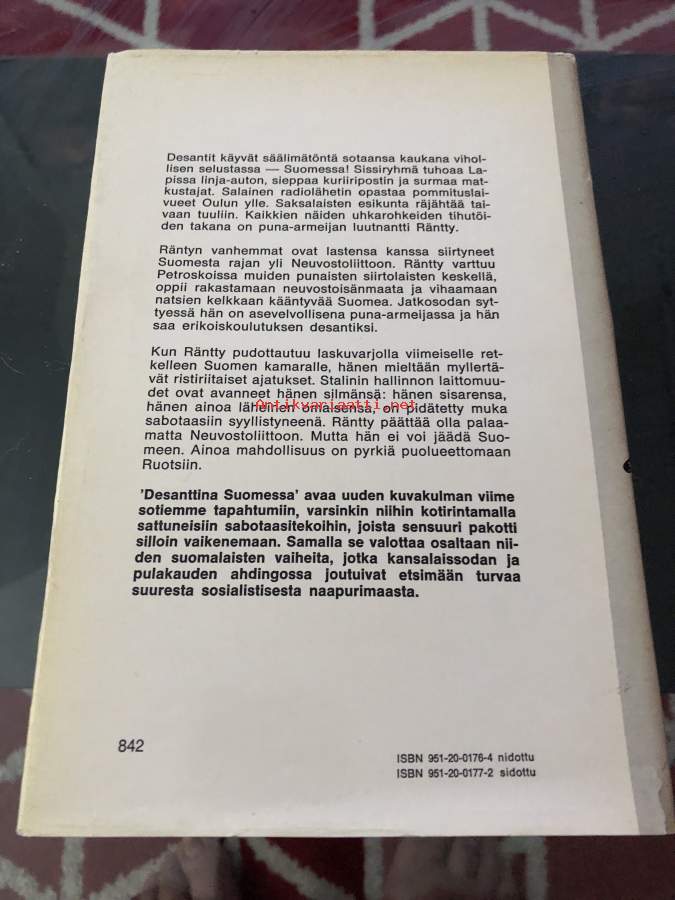 Desantit käyvät säälimätöntä sotaansa kaukana vihol-
lisen selustassa — Suomessa! Sissiryhmä tuhoaa La-
pissa linja-auton, sieppaa kuriiripostin ja surmaa mat-
kustajat. Salainen radiolähetin opastaa pommituslai-
vueet Oulun ylle. Saksalaisten esikunta räjähtää tai-
vaan tuuliin. Kaikkien näiden uhkarohkeiden tihutöi-
den takana on puna-armeijan luutnantti Räntty.
Räntyn vanhemmat ovat lastensa kanssa siirtyneet
Suomesta rajan yli Neuvostoliittoon. Räntty varttuu
Petroskoissa muiden punaisten siirtolaisten keskellä,
oppii rakastamaan neuvostoisänmaata ja vihaamaan
natsien kelkkaan kääntyvää Suomea. Jatkosodan syt-
tyessä hän on asevelvollisena puna-armeijassa ja hän
saa erikoiskoulutuksen desantiksi.
Kun Räntty pudottautuu laskuvarjolla viimeiselle ret-
kelleen Suomen kamaralle, hänen mieltään myllertä-
vät ristiriitaiset ajatukset. Stalinin hallinnon laittomuu-
det ovat avanneet hänen silmänsä: hänen sisarensa,
hänen ainoa läheinen omaisensa, on pidätetty muka
Antikvariaatti.net
sabotaasiin syyllistyneenä. Räntty päättää olla palaa-
matta Neuvostoliittoon. Mutta hän ei voi jäädä Suo-
meen. Ainoa mahdollisuus on pyrkiä puolueettomaan
Ruotsiin.
'Desanttina Suomessa' avaa uuden kuvakulman viime
sotiemme tapahtumiin, varsinkin niihin kotirintamalla
sattuneisiin sabotaasitekoihin, joista sensuuri pakotti
silloin vaikenemaan. Samalla se valottaa osaltaan nii-
den suomalaisten vaiheita, jotka kansalaissodan ja
pulakauden ahdingossa joutuivat etsimään turvaa
suuresta sosialistisesta naapurimaasta.
842
ISBN 951-20-0176-4 nidottu
ISBN 951-20-0177-2 sidottu